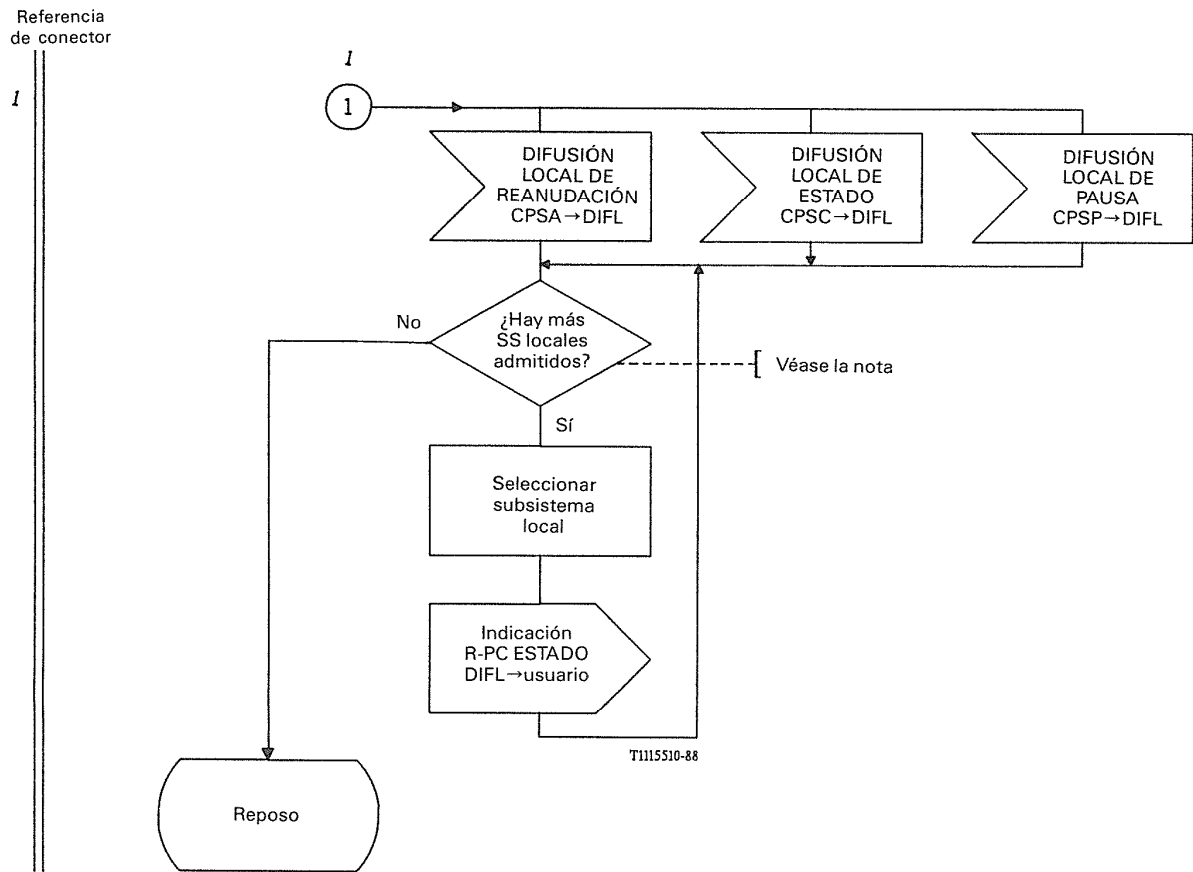 Referencia
de conector
1
1
1
DIFUSIÓN
LOCAL DE
REANUDACIÓN
CPSA→DIFL
DIFUSIÓN
LOCAL DE
ESTADO
CPSC→DIFL
DIFUSIÓN
LOCAL DE
PAUSA
CPSP→DIFL
No
¿Hay más
SS locales
admitidos?
Véase la nota
Sí
Seleccionar
subsistema
local
Indicación
R-PC ESTADO
DIFL→usuario
T1115510-88
Reposo